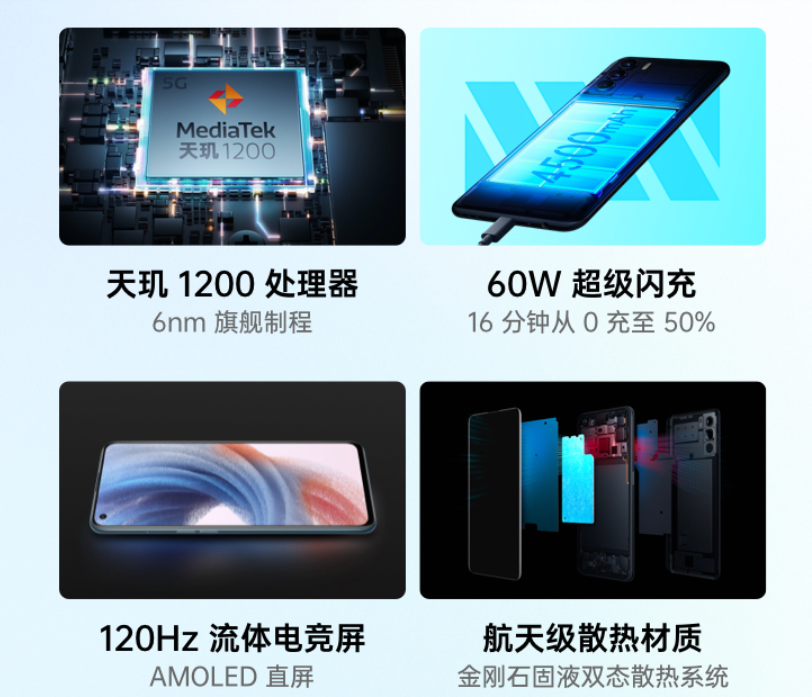 5G
MediaTek
天玑 1200
4500mAh
天玑 1200 处理器
60W 超级闪充
6nm 旗舰制程
16 分钟从 0 充至 50%
120Hz 流体电竞屏
航天级散热材质
AMOLED 直屏
金刚石固液双态散热系统